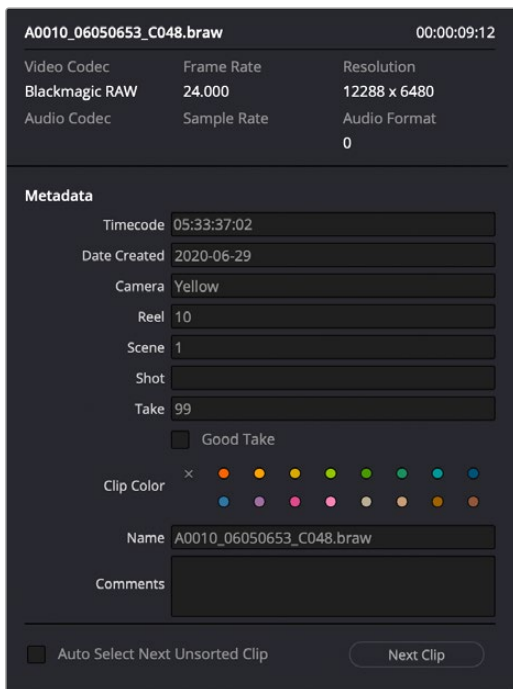 A0010_06050653_C048.braw 00:00:09:12
Video Codec Frame Rate Resolution
Blackmagic RAW 24.000 12288 x 6480
Audio Codec Sample Rate Audio Format
0
Metadata
Timecode 05:33:37:02
Date Created 2020-06-29
Camera Yellow
Reel 10
Scene 1
Shot
Take 99
Good Take
Clip Color
Name A0010_06050653_C048.braw
Comments
Auto Select Next Unsorted Clip Next Clip